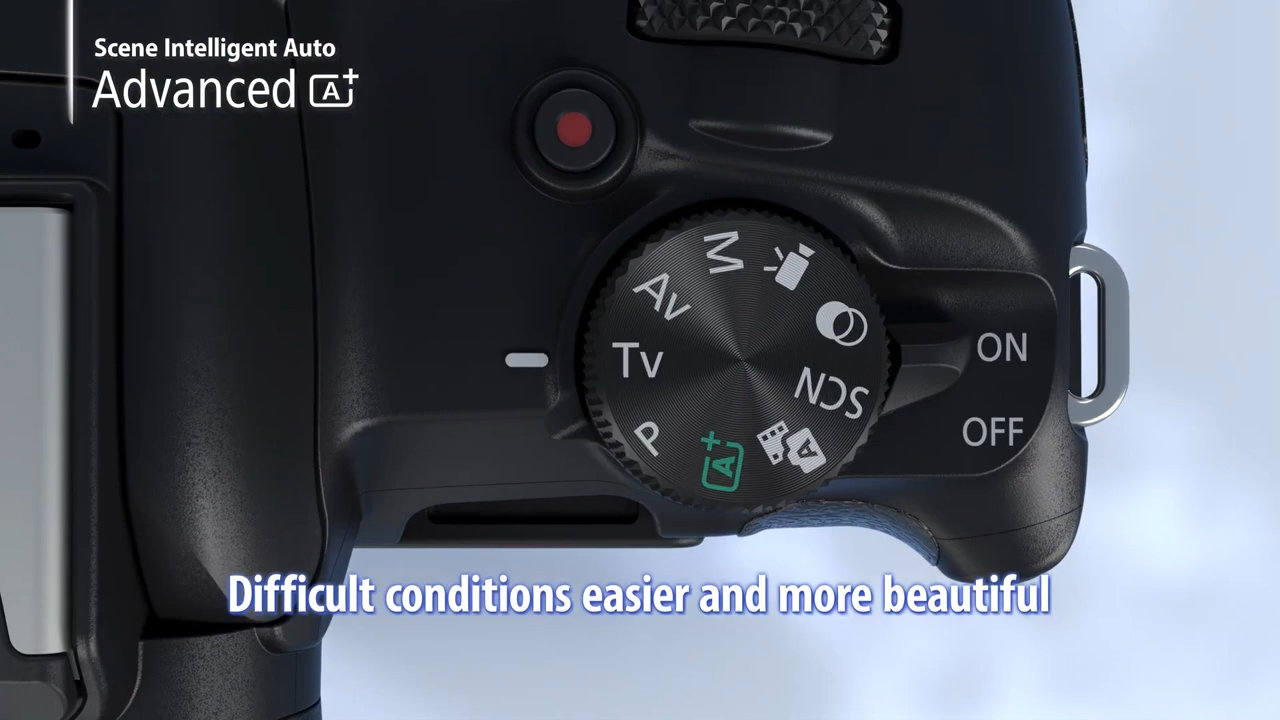 Scene Intelligent Auto
Advanced A+
M
Av
Tv
P
A+
A
SCN
ON
OFF
Difficult conditions easier and more beautiful